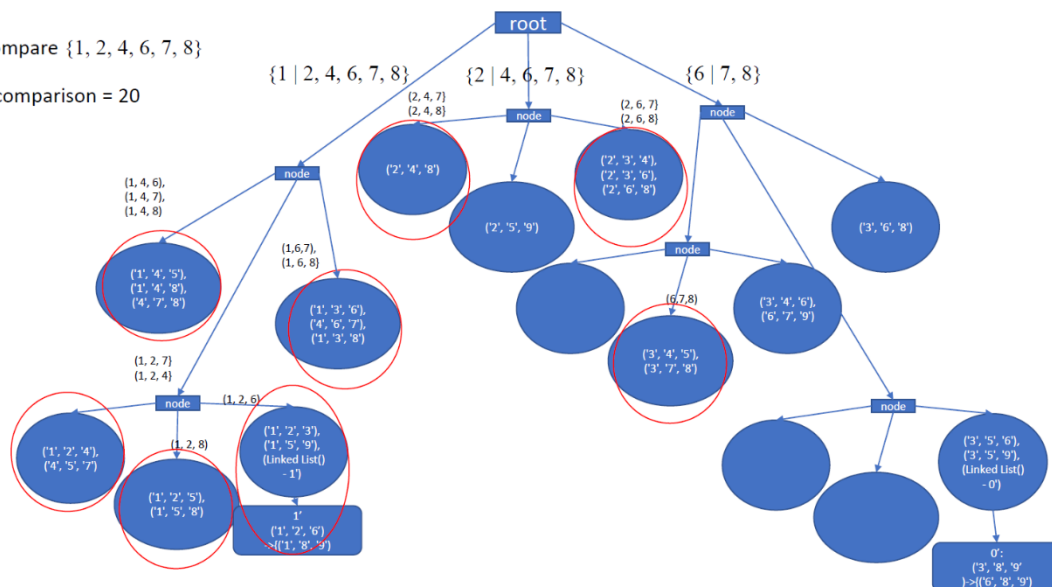 root
ompare {1, 2, 4, 6, 7, 8}
comparison = 20
{1 | 2, 4, 6, 7, 8}
{2 | 4, 6, 7, 8}
{6 | 7, 8}
node
{2, 4, 7}
{2, 4, 8}
node
{2, 6, 7}
{2, 6, 8}
node
('2', '4', '8')
('2', '5', '9')
('2', '3', '4'),
('2', '3', '6'),
('2', '6', '8')
('3', '6', '8')
{1, 4, 6},
{1, 4, 7},
{1, 4, 8}
('1', '4', '5'),
('1', '4', '8'),
('4', '7', '8')
{1,6,7},
{1, 6, 8}
('1', '3', '6'),
('4', '6', '7'),
('1', '3', '8')
node
{6,7,8}
('3', '4', '5'),
('3', '7', '8')
('3', '4', '6'),
('6', '7', '9')
{1, 2, 7}
{1, 2, 4}
node
{1, 2, 6}
{1, 2, 8}
('1', '2', '4'),
('4', '5', '7')
('1', '2', '5'),
('1', '5', '8')
('1', '2', '3'),
('1', '5', '9'),
(Linked List()
- 1')
1'
('1', '2', '6')
->[('1', '8', '9')
node
('3', '5', '6'),
('3', '5', '9'),
(Linked List()
- 0')
0':
('3', '8', '9'
)->[('6', '8', '9')